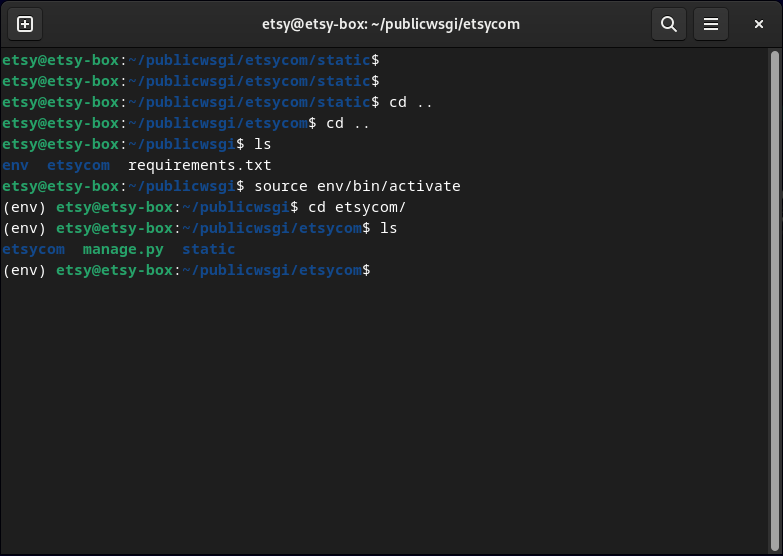 etsy@etsy-box: ~/publicwsgi/etsycom
etsy@etsy-box:~/publicwsgi/etsycom/static$
etsy@etsy-box:~/publicwsgi/etsycom/static$
etsy@etsy-box:~/publicwsgi/etsycom/static$ cd ..
etsy@etsy-box:~/publicwsgi/etsycom$ cd ..
etsy@etsy-box:~/publicwsgi$ ls
env  etsycom  requirements.txt
etsy@etsy-box:~/publicwsgi$ source env/bin/activate
(env) etsy@etsy-box:~/publicwsgi$ cd etsycom/
(env) etsy@etsy-box:~/publicwsgi/etsycom$ ls
etsycom  manage.py  static
(env) etsy@etsy-box:~/publicwsgi/etsycom$